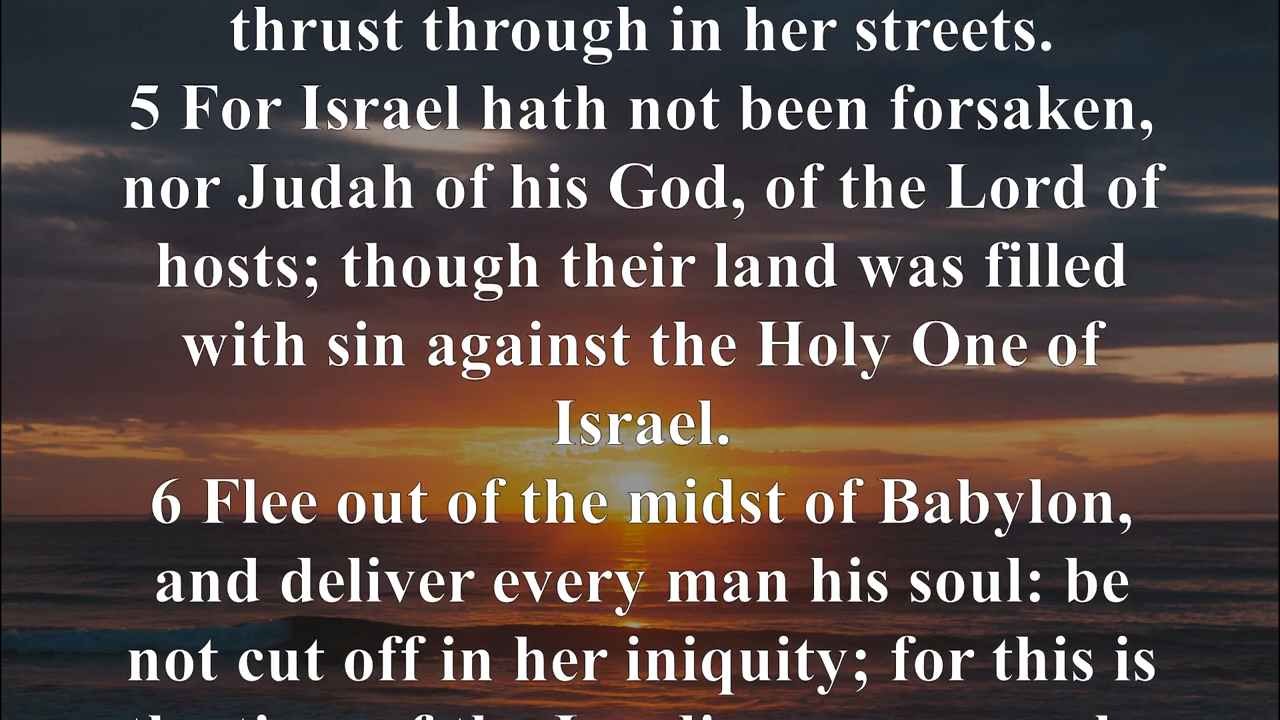 thrust through in her streets.
5 For Israel hath not been forsaken,
nor Judah of his God, of the Lord of
hosts; though their land was filled
with sin against the Holy One of
Israel.
6 Flee out of the midst of Babylon,
and deliver every man his soul: be
not cut off in her iniquity; for this is